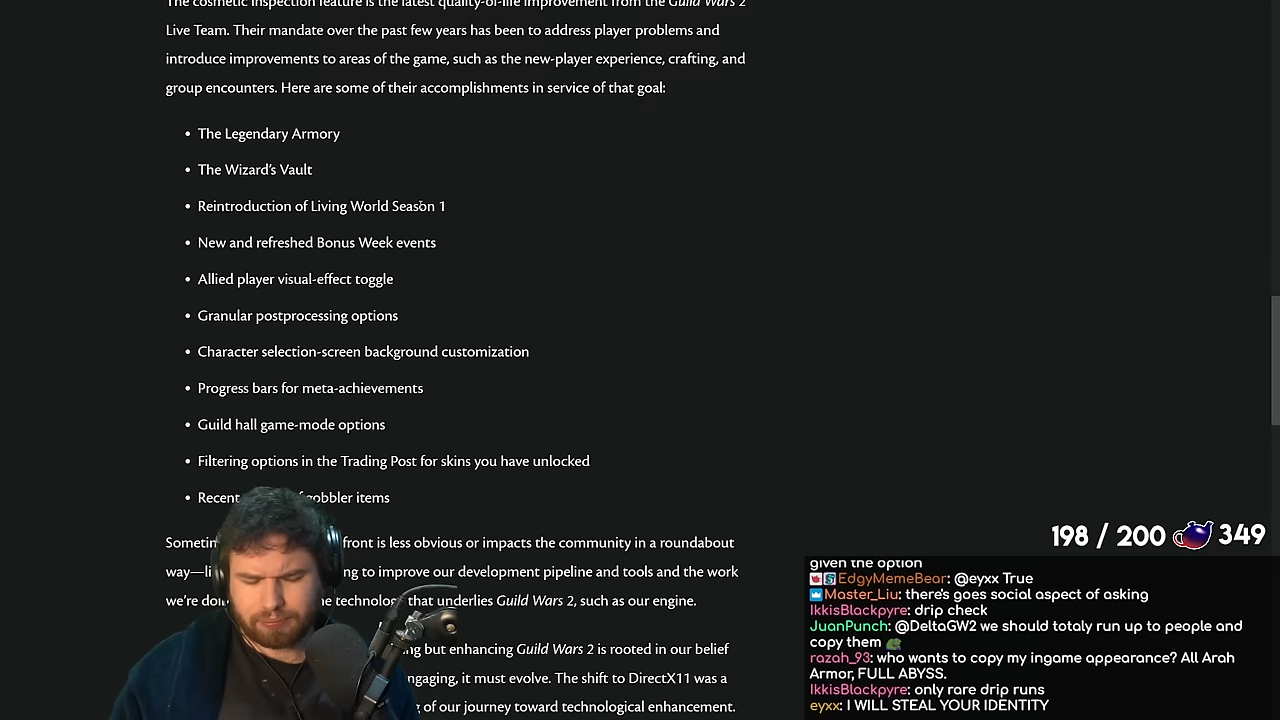 The cosmetic inspection feature is the latest quality-of-life improvement from the Guild Wars 2
Live Team. Their mandate over the past few years has been to address player problems and
introduce improvements to areas of the game, such as the new-player experience, crafting, and
group encounters. Here are some of their accomplishments in service of that goal:
• The Legendary Armory
• The Wizard's Vault
• Reintroduction of Living World Season 1
• New and refreshed Bonus Week events
• Allied player visual-effect toggle
• Granular postprocessing options
• Character selection-screen background customization
• Progress bars for meta-achievements
• Guild hall game-mode options
• Filtering options in the Trading Post for skins you have unlocked
• Recent gobbler items
front is less obvious or impacts the community in a roundabout
way—li ng to improve our development pipeline and tools and the work
we're doin technology that underlies Guild Wars 2, such as our engine.
ng but enhancing Guild Wars 2 is rooted in our belief
ngaging, it must evolve. The shift to DirectX11 was a
of our journey toward technological enhancement.
198 / 200 349
given the option
EdgyMemeBear: @eyxx True
Master_Liu: there's goes social aspect of asking
IkkisBlackpyre: drip check
JuanPunch: @DeltaGW2 we should totaly run up to people and
copy them
razah_93: who wants to copy my ingame appearance? All Arah
Armor, FULL ABYSS.
IkkisBlackpyre: only rare drip runs
eyxx: I WILL STEAL YOUR IDENTITY